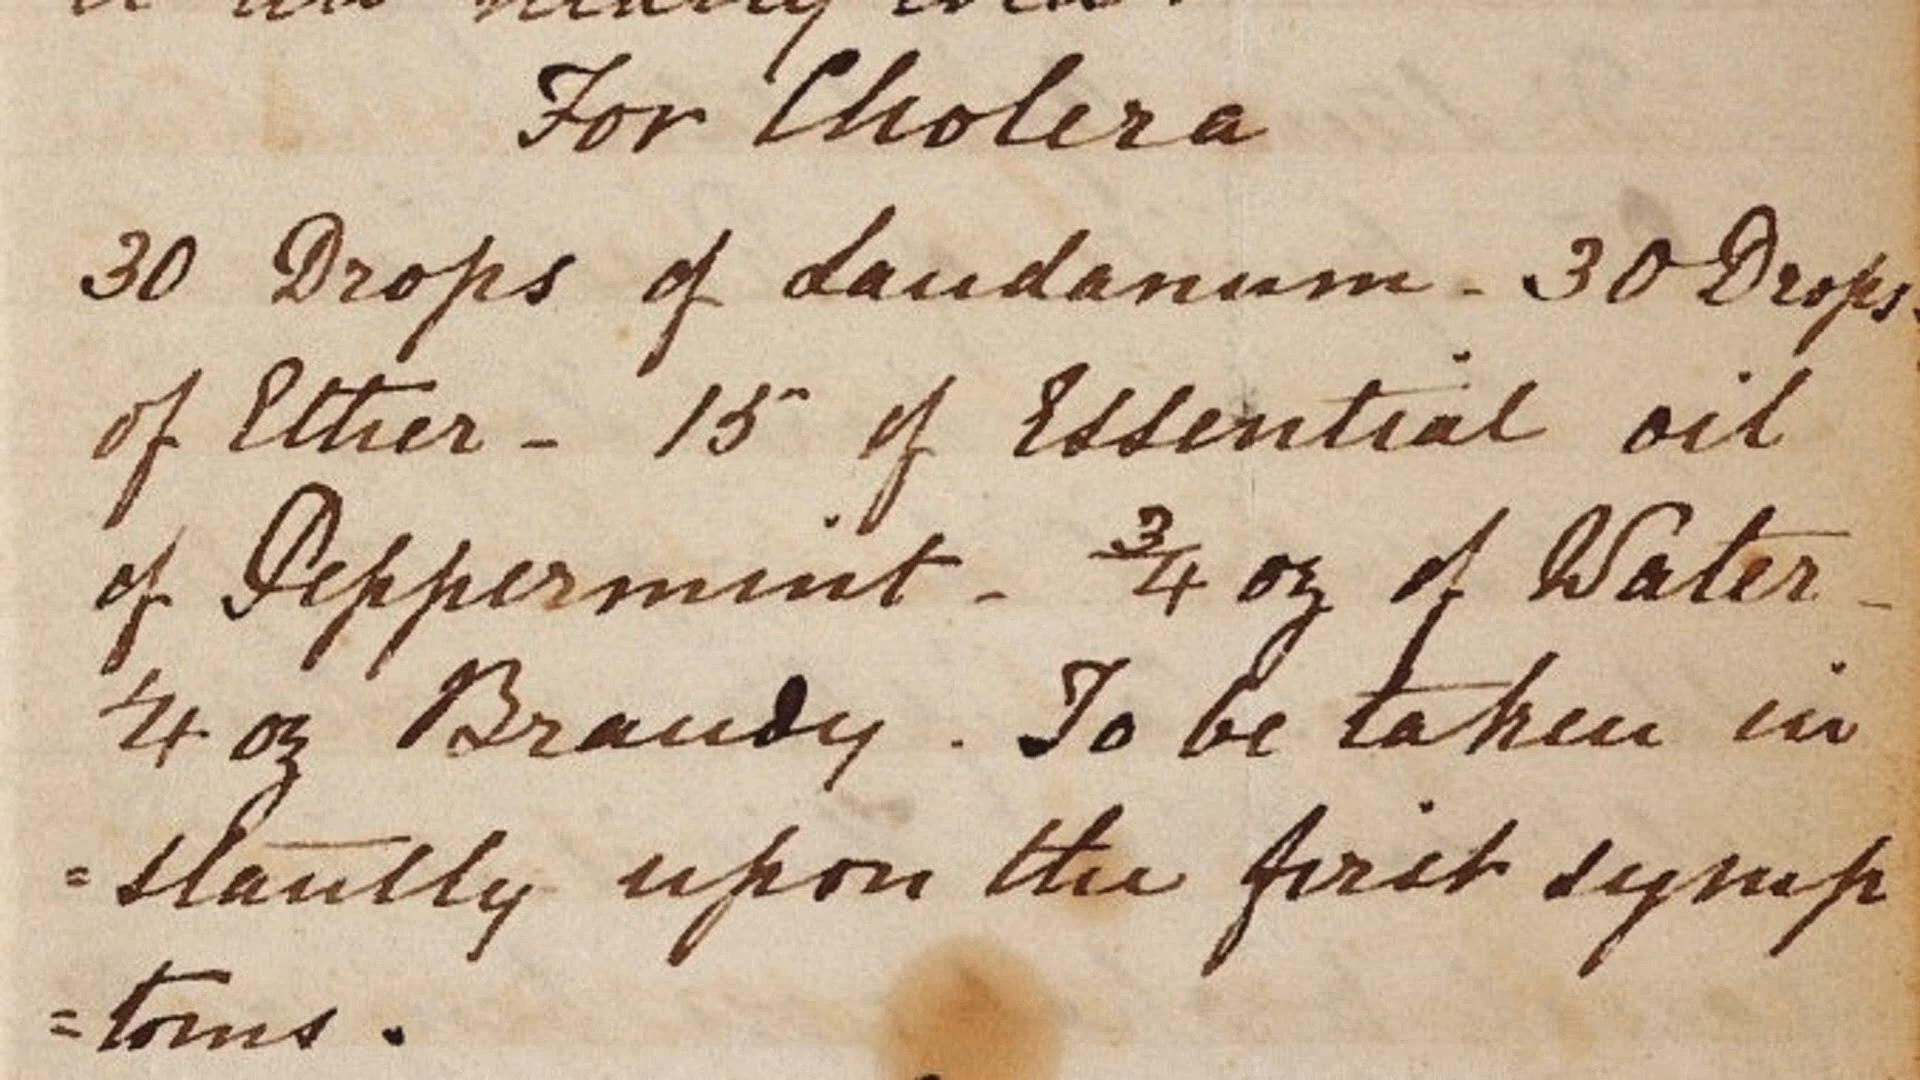 For Cholera
30 Drops of Laudanum - 30 Drops
of Ether - 15 of Essential oil
of Peppermint - 3/4 oz of Water -
1/4 oz Brandy. To be taken in
=stantly upon the first symp
=toms.